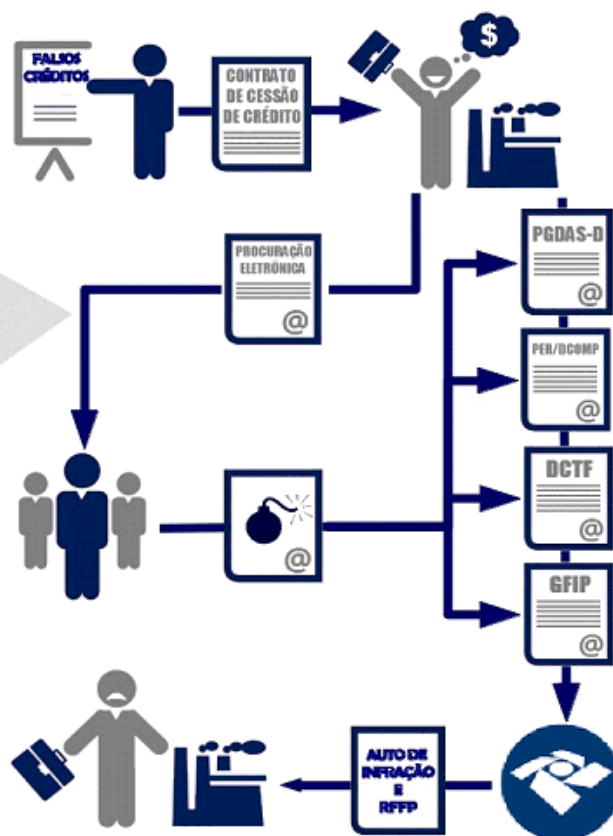 FALSOS
CRÉDITOS
CONTRATO
DE CESSÃO
DE CRÉDITO
$
PROCURAÇÃO
ELETRÔNICA
@
PGDAS-D
@
PER/DCOMP
@
@
DCTF
@
GFIP
@
AUTO DE
INFRAÇÃO
E
RFFP